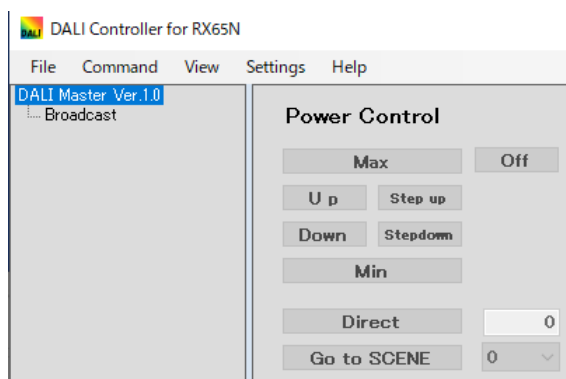 DALI DALI Controller for RX65N
File Command View Settings Help
DALI Master Ver.1.0
Broadcast
Power Control
Max Off
Up Step up
Down Stepdown
Min
Direct 0
Go to SCENE 0